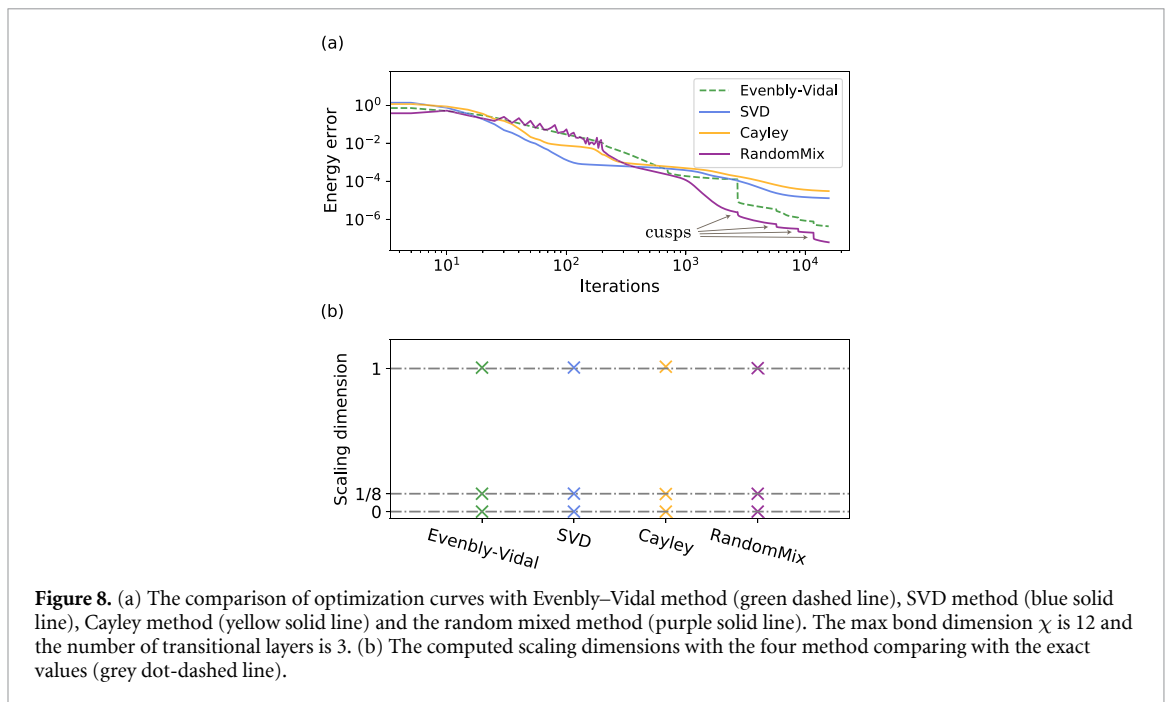 (a)
Energy error
10^0
10^-2
10^-4
10^-6
Evenbly-Vidal
SVD
Cayley
RandomMix
cusps
10^1
10^2
10^3
10^4
Iterations
(b)
Scaling dimension
1
1/8
0
Evenbly-Vidal
SVD
Cayley
RandomMix
Figure 8. (a) The comparison of optimization curves with Evenbly–Vidal method (green dashed line), SVD method (blue solid
line), Cayley method (yellow solid line) and the random mixed method (purple solid line). The max bond dimension χ is 12 and
the number of transitional layers is 3. (b) The computed scaling dimensions with the four method comparing with the exact
values (grey dot-dashed line).